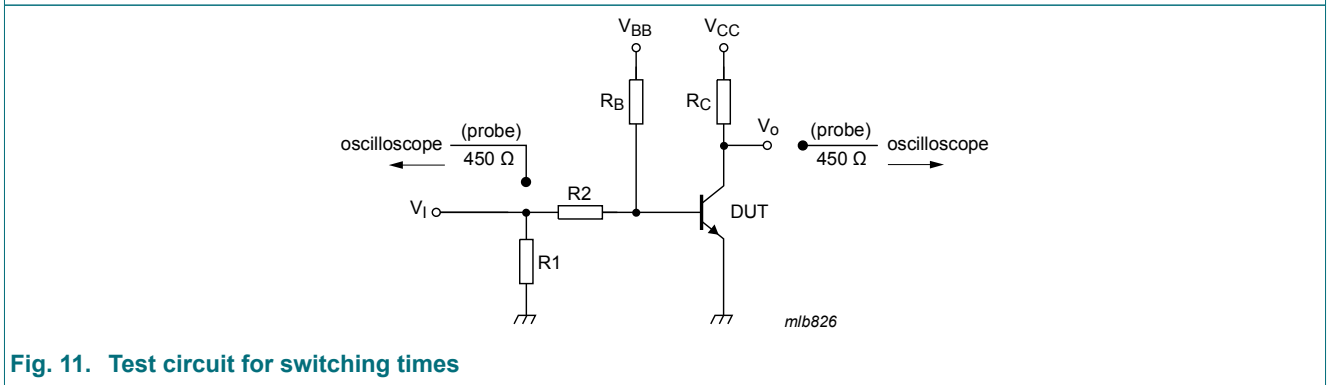 VBB VCC
RB RC
Vo
oscilloscope (probe) 450 Ω
(probe) 450 Ω oscilloscope
VI R2 DUT
R1
mlb826
Fig. 11. Test circuit for switching times